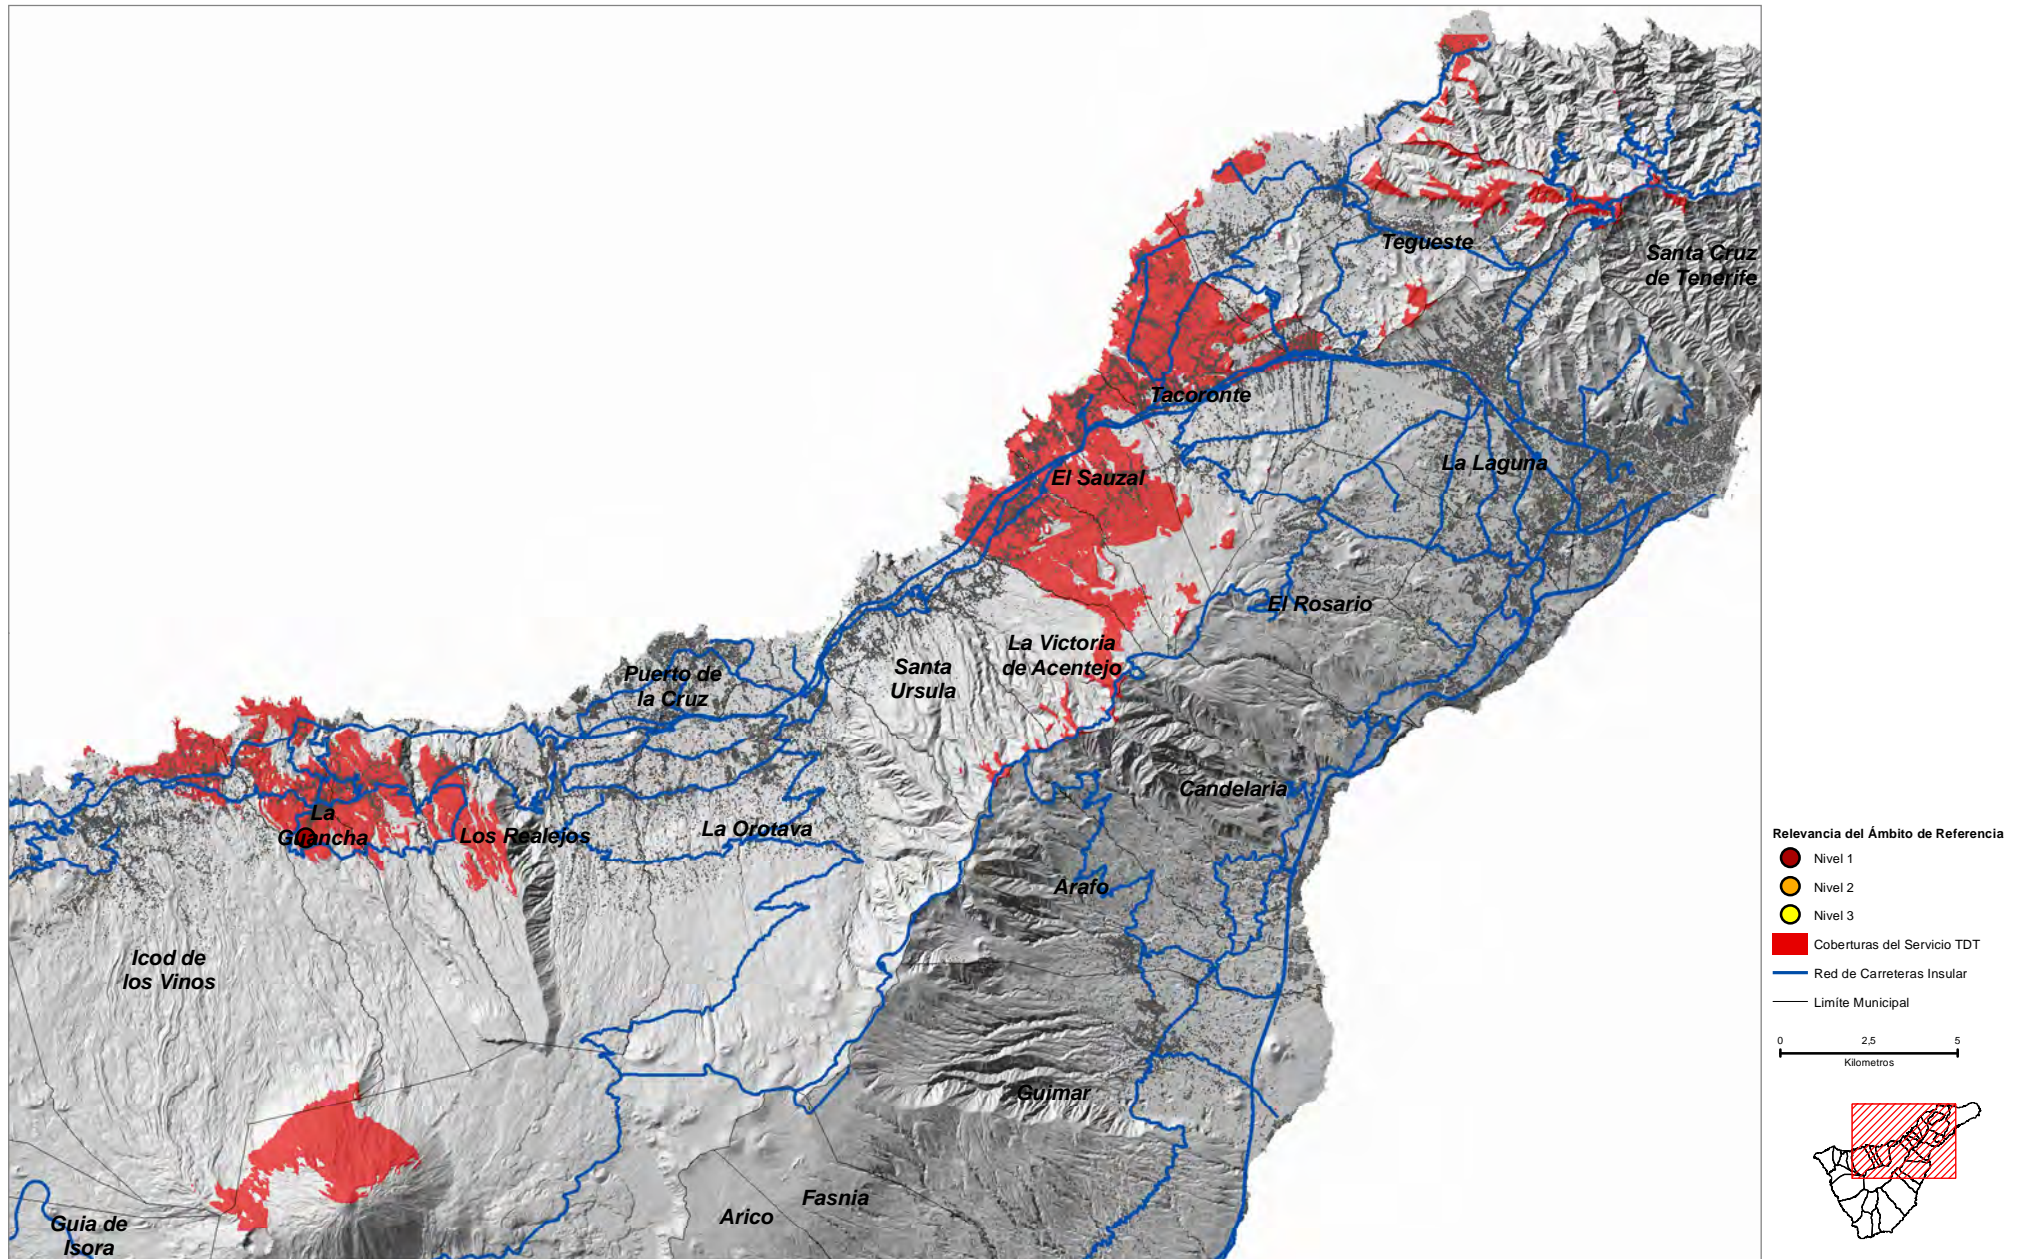 Tegueste
Santa Cruz
de Tenerife
Tacoronte
La Laguna
El Sauzal
El Rosario
La Victoria
de Acentejo
Santa
Ursula
Puerto de
la Cruz
Candelaria
La
Guancha
Los Realejos
La Orotava
Arafo
Icod de
los Vinos
Guimar
Fasnia
Arico
Guia de
Isora
Relevancia del Ámbito de Referencia
Nivel 1
Nivel 2
Nivel 3
Coberturas del Servicio TDT
Red de Carreteras Insular
Limíte Municipal
0 2,5 5
Kilometros